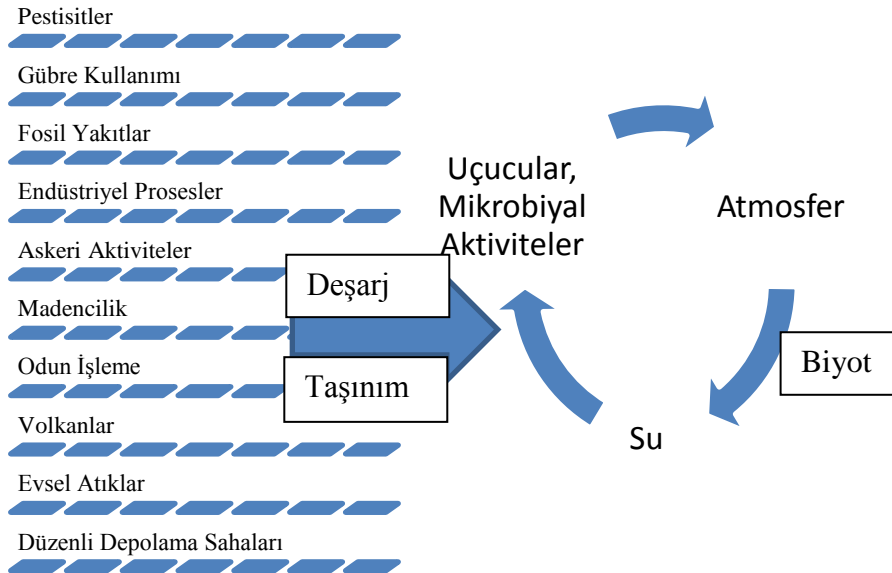 Pestisitler
Gübre Kullanımı
Fosil Yakıtlar
Endüstriyel Prosesler
Askeri Aktiviteler
Madencilik
Odun İşleme
Volkanlar
Evsel Atıklar
Düzenli Depolama Sahaları
Deşarj
Taşınım
Uçucular,
Mikrobiyal
Aktiviteler
Atmosfer
Biyot
Su